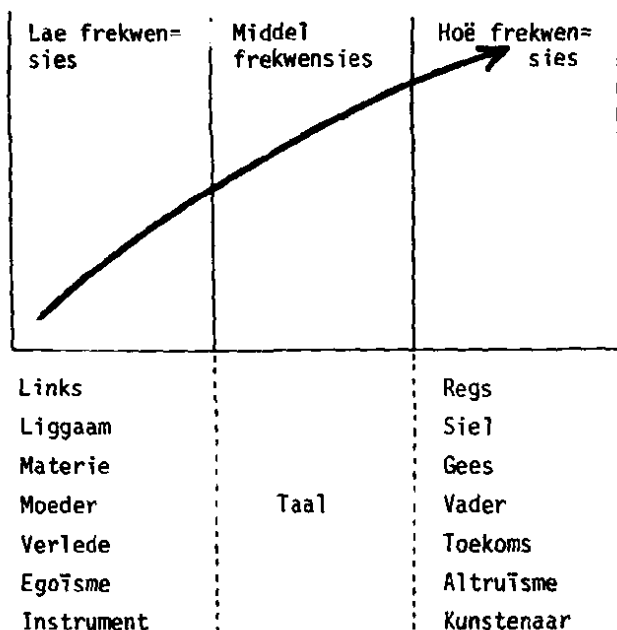 Lae frekwen=
sies
Middel
frekwensies
Hoë frekwen=
sies
Links
Liggaam
Materie
Moeder
Verlede
Egoïsme
Instrument
Taal
Regs
Siel
Gees
Vader
Toekoms
Altruïsme
Kunstenaar